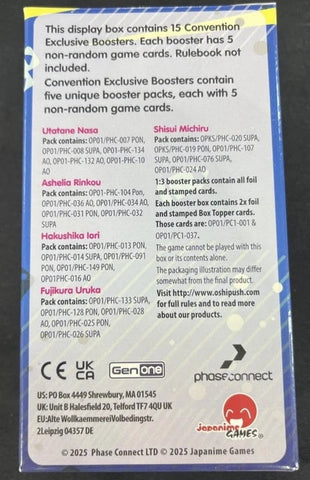 This display box contains 15 Convention
Exclusive Boosters. Each booster has 5
non-random game cards. Rulebook not
included.
Convention Exclusive Boosters contain
five unique booster packs, each with 5
non-random game cards.
Utatane Nasa
Pack contains: OP01/PHC-007 PON,
OP01/PHC-008 SUPA, OP01-PHC-134
AO, OP01-PHC-132 AO, OP01-PHC-10
AO
Ashelia Rinkou
Pack contains: OP01-PHC-104 Pon,
OP01/PHC-036 AO, OP01-PHC-034 AO,
OP01/PHC-031 PON, OP01/PHC-032
SUPA
Hakushika Iori
Pack contains: OP01/PHC-013 PON,
OP01/PHC-014 SUPA, OP01/PHC-091
PON, OP01/PHC-149 PON,
OP01/PHC-016 AO
Fujikura Uruka
Pack contains: OP01/PHC-133 SUPA,
OP01/PHC-128 PON, OP01/PHC-028
AO, OP01/PHC-025 PON,
OP01/PHC-026 SUPA
Shisui Michiru
Pack contains: OPKS/PHC-020 SUPA,
OPKS/PHC-019 PON, OP01/PHC-107
SUPA, OP01/PHC-076 SUPA,
OP01/PHC-024 AO
1:3 booster packs contain all foil
and stamped cards.
Each booster box contains 2x foil
and stamped Box Topper cards.
Those cards are: OP01/PC1-001 &
OP01/PC1-037.
The game cannot be played with this
box or its contents alone.
The packaging illustration may differ
somewhat from the final product.
Visit http://www.oshipush.com
for full rules and to read more
about how to play.
CE UK
CA
Gen one
phaseconnect
US: PO Box 4449 Shrewsbury, MA 01545
UK: Unit B Halesfield 20, Telford TF7 4QU UK
EU:Alte WollkaemmereiVolbedingstr.
2Leipzig 04357 DE
Japanime
GAMES®
© 2025 Phase Connect LTD © 2025 Japanime Games